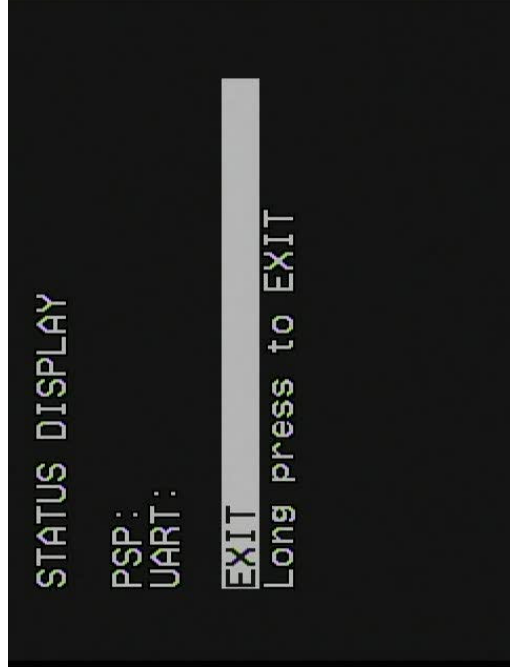 STATUS DISPLAY
PSP:
UART:
EXIT
Long press to EXIT